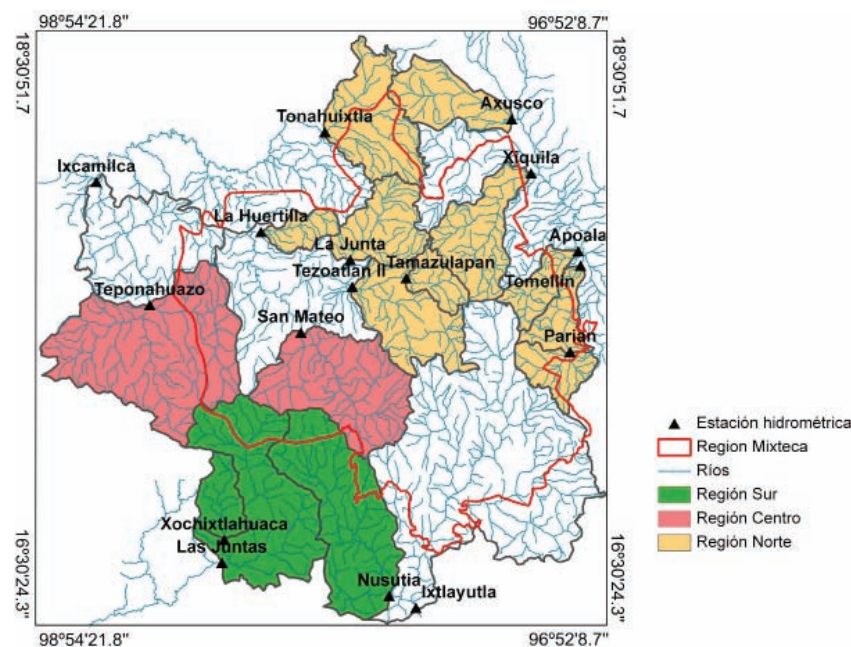 98º54'21.8"
96º52'8.7"
18º30'51.7
18º30'51.7
Axusco
Tonahuixtla
Xiquila
Ixcamilca
La Huertilla
Apoala
La Junta
Tezoatlán II
Tamazulapan
Tomellín
Teponahuazo
San Mateo
Parian
Estación hidrométrica
Region Mixteca
Ríos
Región Sur
Región Centro
Región Norte
Xochixtlahuaca
Las Juntas
Nusutia
Ixtlayutla
16º30'24.3"
16º30'24.3"
98º54'21.8"
96º52'8.7"